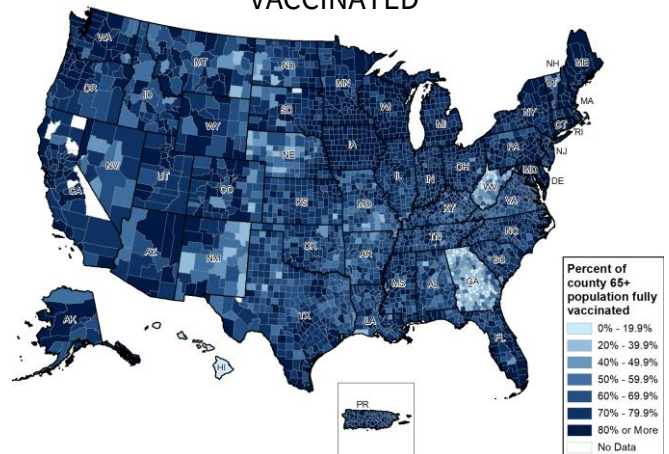 VACCINATED
WA
MT
ND
MN
OR
ID
SD
WI
MI
NH
VT
ME
NY
MA
CT
RI
WY
IA
NE
PA
NJ
NV
UT
CO
IL
IN
OH
MD
DE
CA
KS
MO
WV
VA
KY
AZ
NM
OK
AR
TN
NC
SC
TX
LA
MS
AL
GA
FL
AK
HI
PR
Percent of
county 65+
population fully
vaccinated
0% - 19.9%
20% - 39.9%
40% - 49.9%
50% - 59.9%
60% - 69.9%
70% - 79.9%
80% or More
No Data